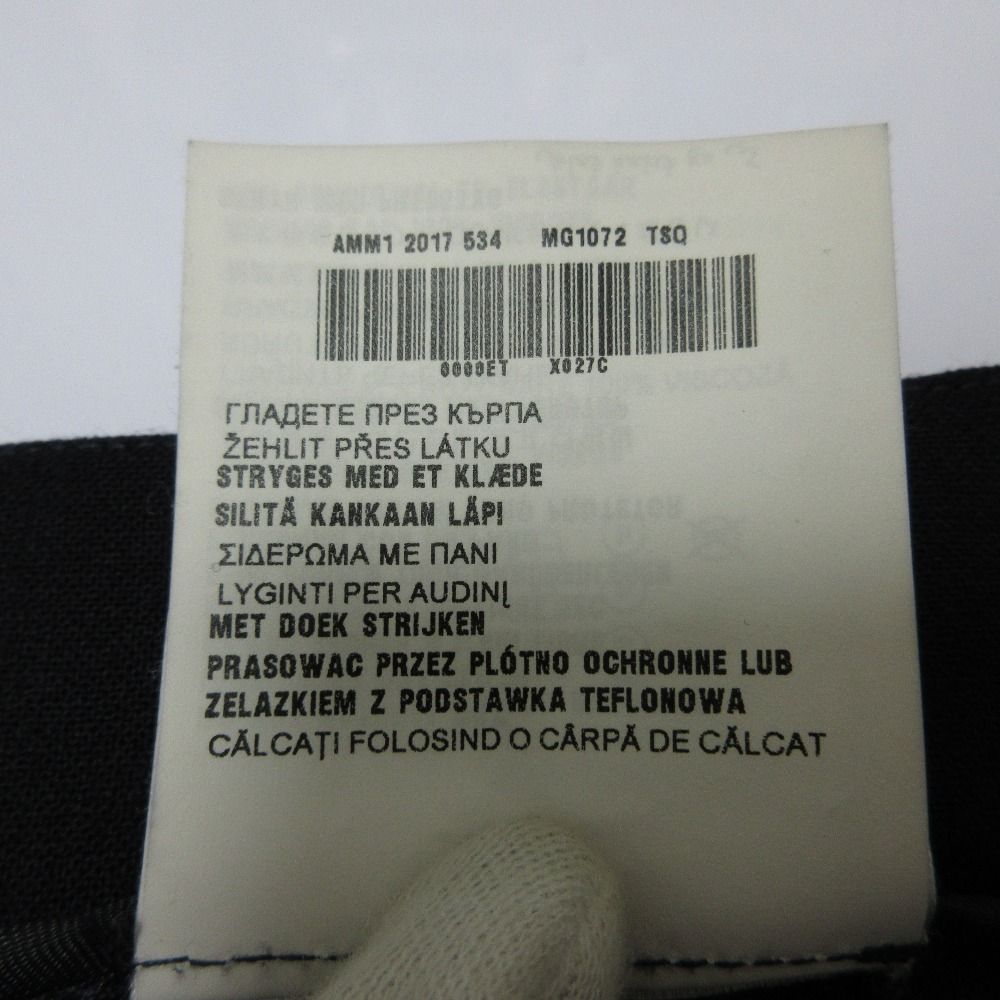 AMM1 2017 534 MG1072 TSQ
0000ET X027C
ГЛАДЕТЕ ПРЕЗ КЪРПА
ŽEHLIT PŘES LÁTKU
STRYGES MED ET KLÆDE
SILITÄ KANKAAN LÄPI
ΣΙΔΕΡΩΜΑ ΜΕ ΠΑΝΙ
LYGINTI PER AUDINĮ
MET DOEK STRIJKEN
PRASOWAC PRZEZ PLÓTNO OCHRONNE LUB
ZELAZKIEM Z PODSTAWKA TEFLONOWA
CĂLCAȚI FOLOSIND O CÂRPĂ DE CĂLCAT